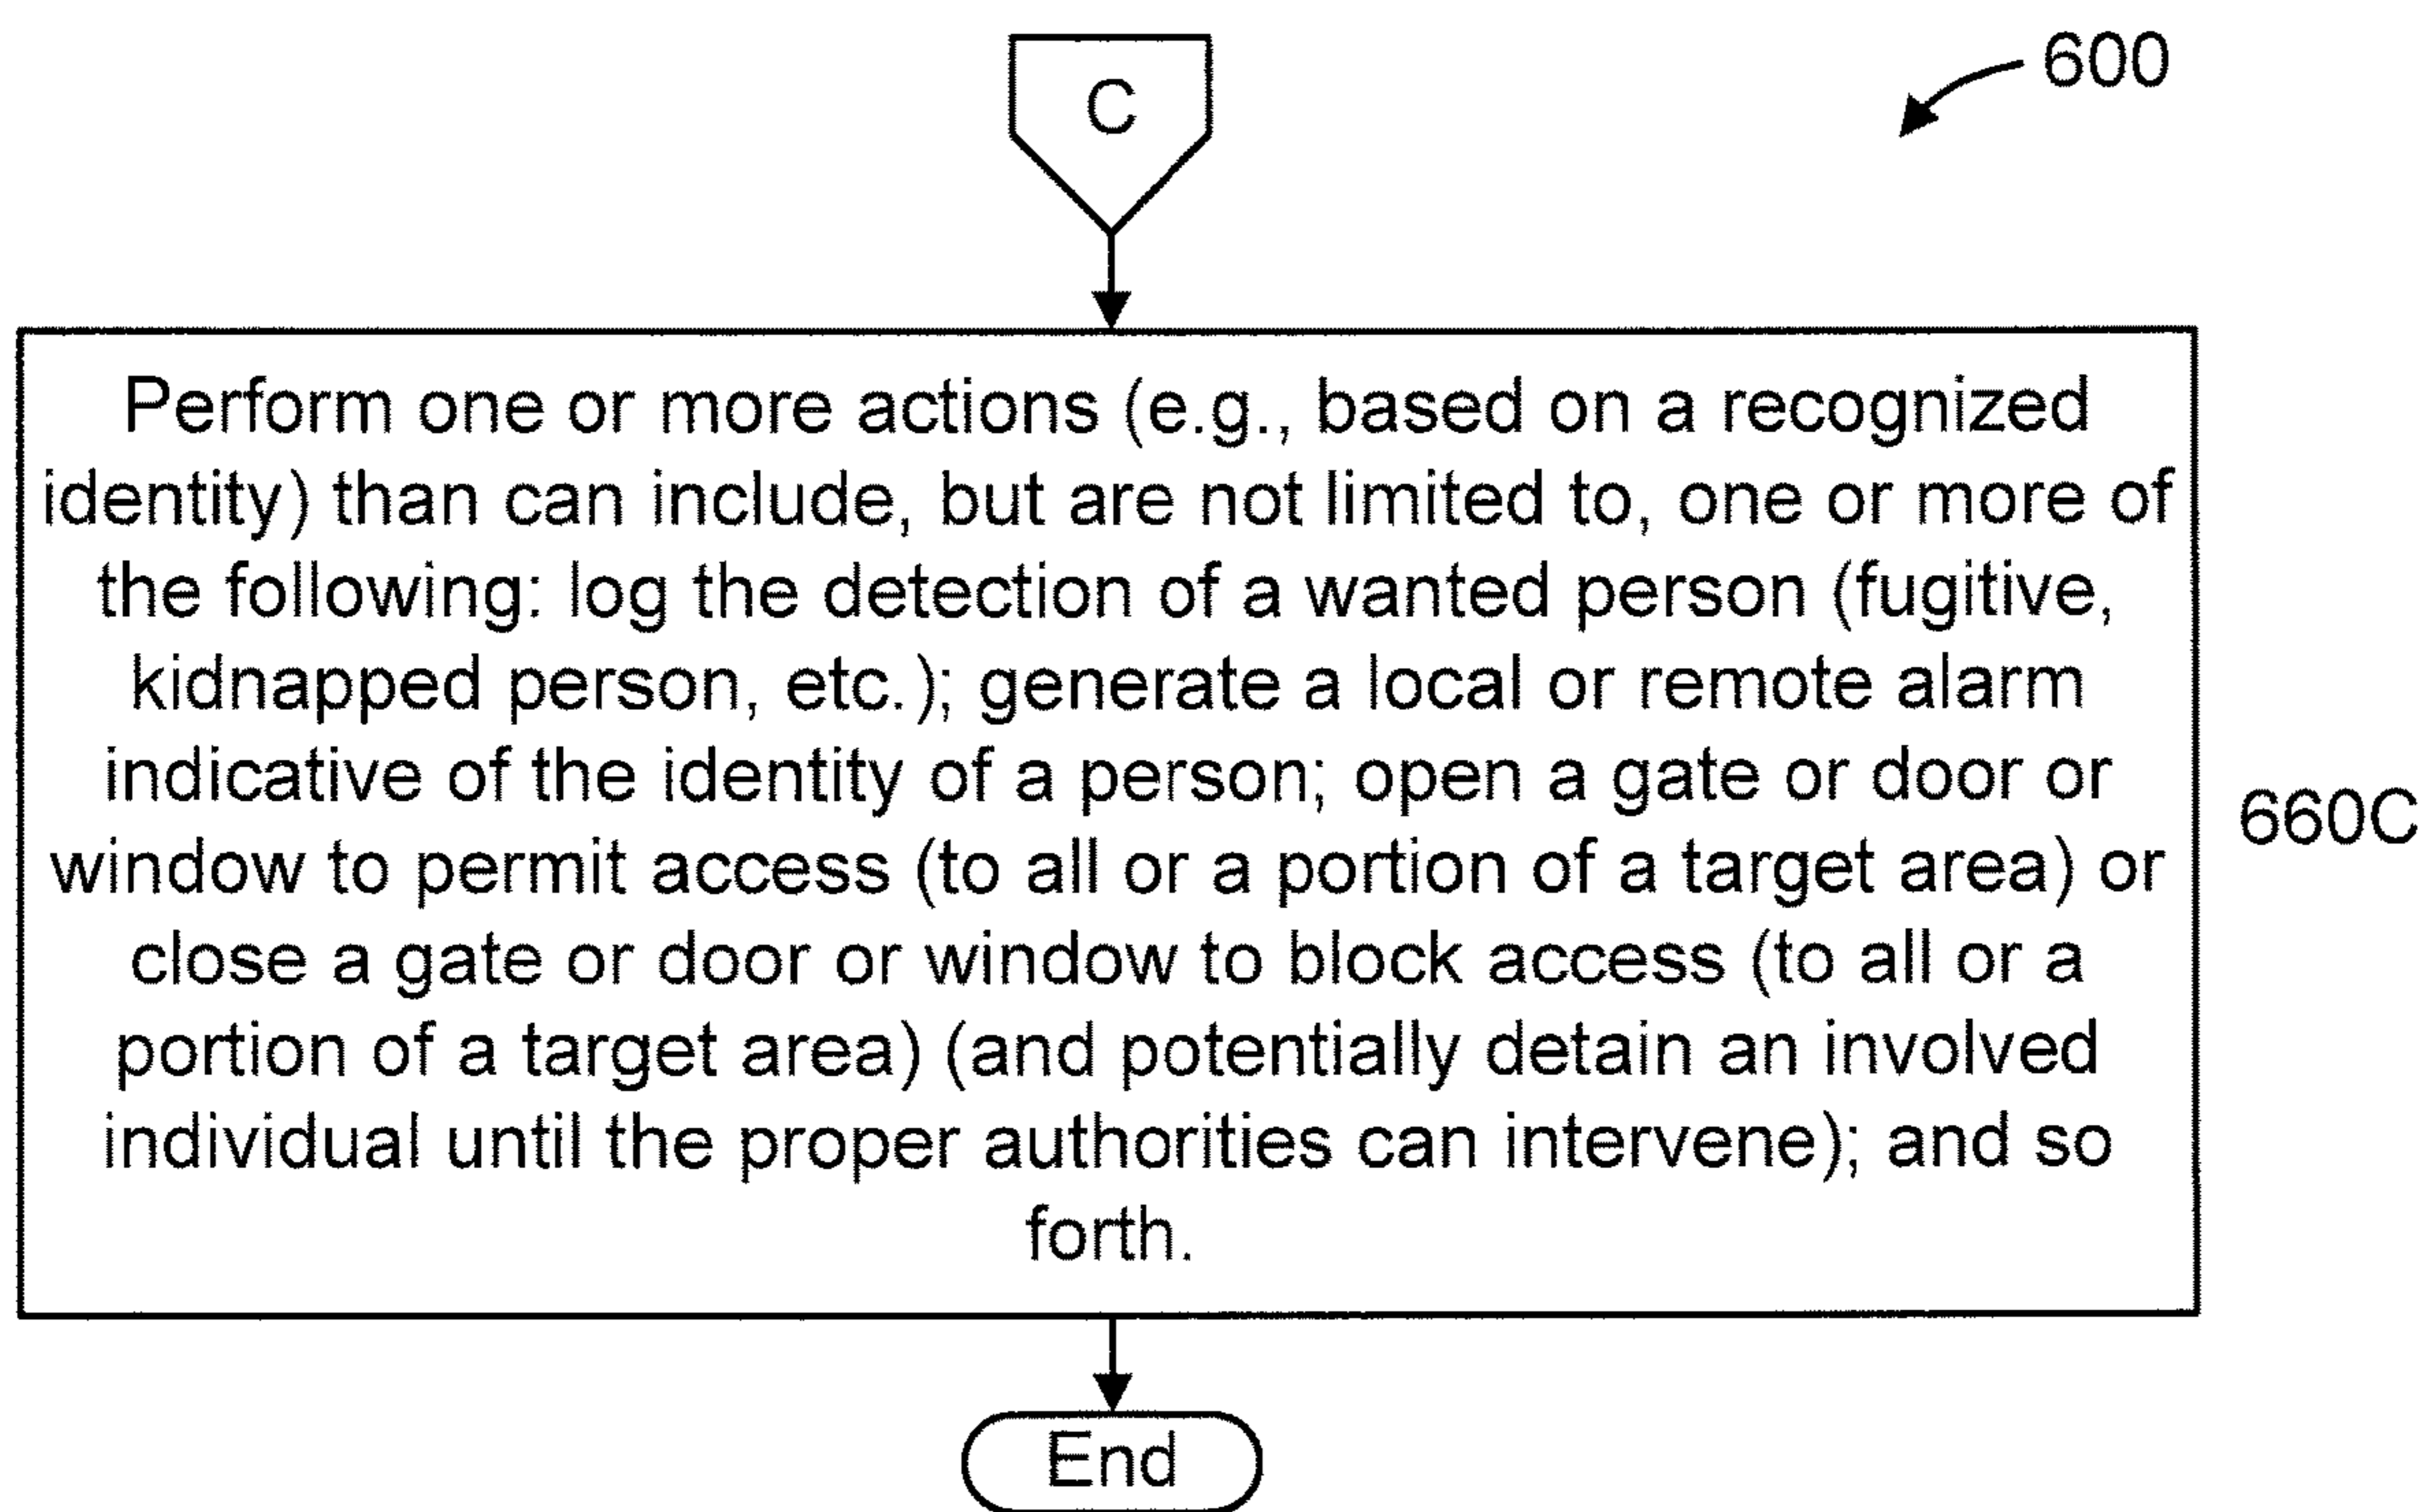 C
600
Perform one or more actions (e.g., based on a recognized
identity) than can include, but are not limited to, one or more of
the following: log the detection of a wanted person (fugitive,
kidnapped person, etc.); generate a local or remote alarm
indicative of the identity of a person; open a gate or door or
window to permit access (to all or a portion of a target area) or
close a gate or door or window to block access (to all or a
portion of a target area) (and potentially detain an involved
individual until the proper authorities can intervene); and so
forth.
660C
End